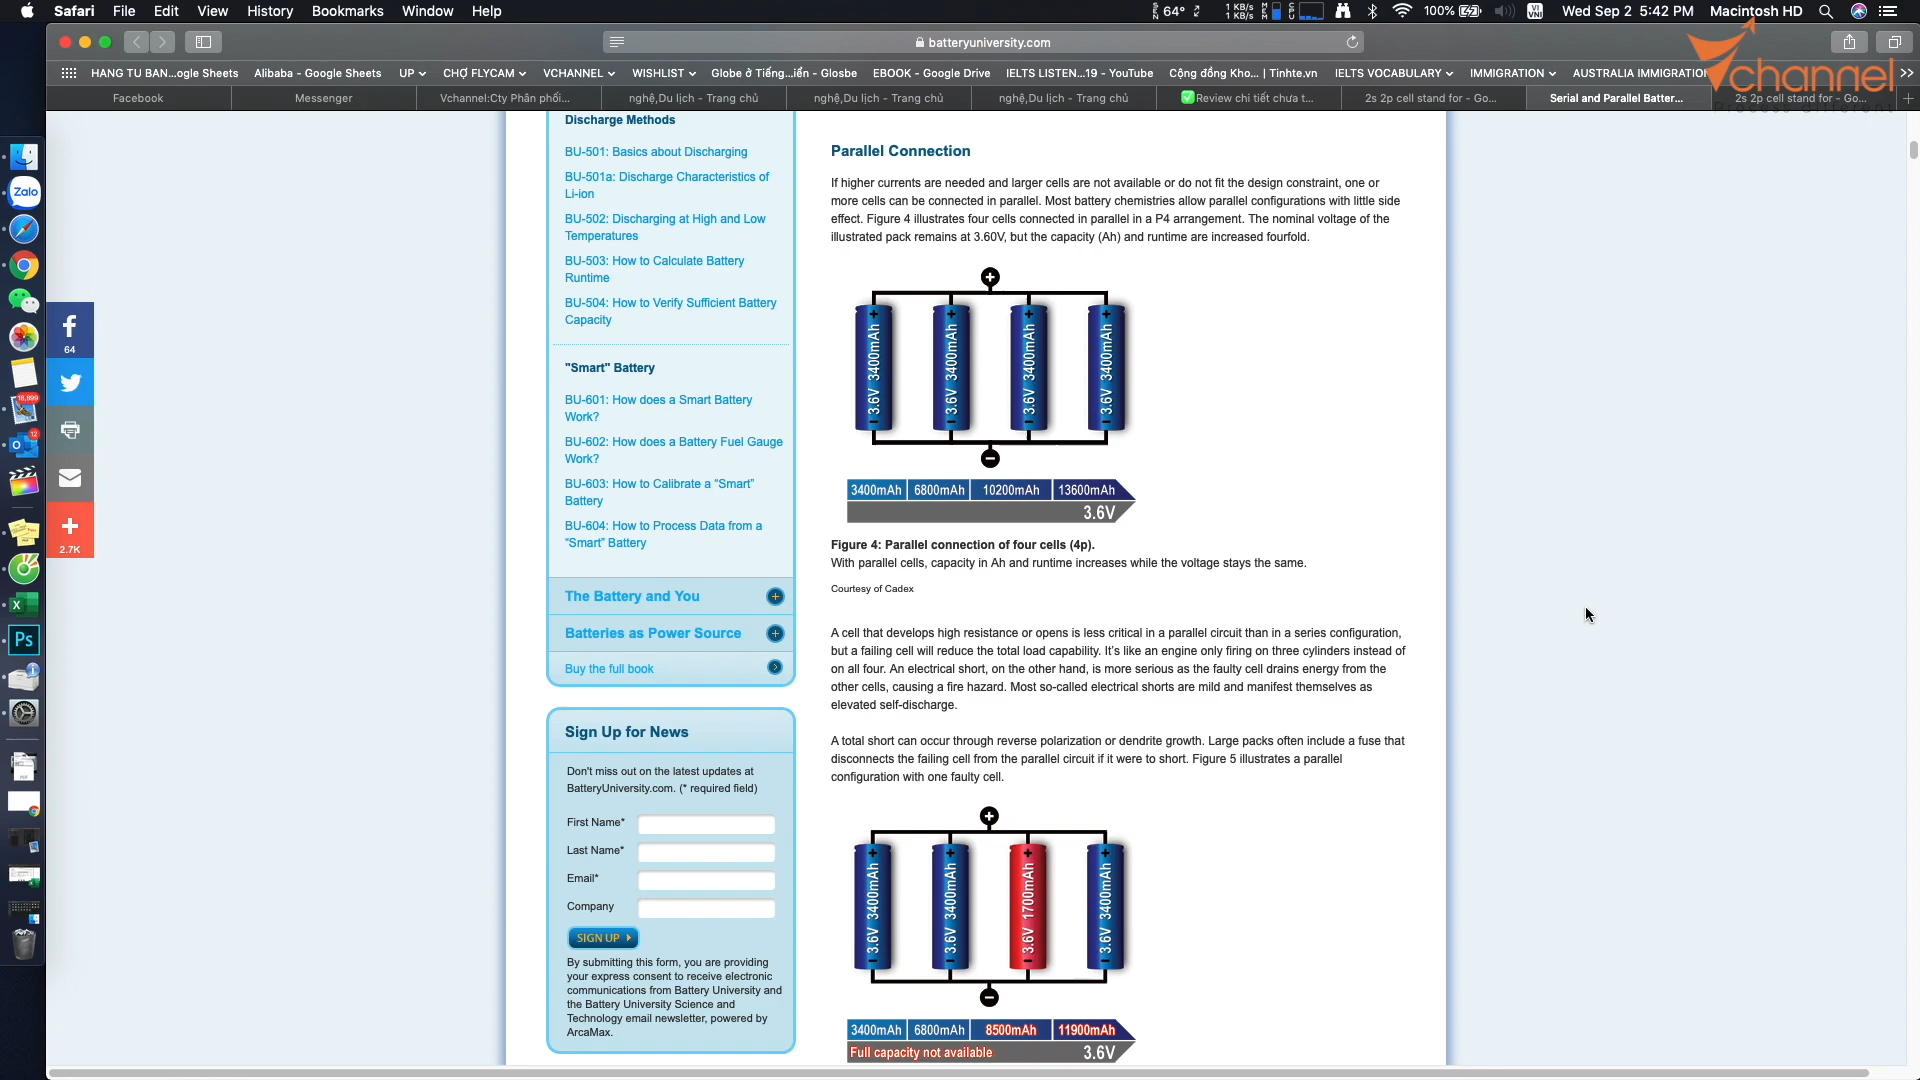 Safari File Edit View History Bookmarks Window Help
64° 1 KB/s 1 KB/s 100% VI VNI Wed Sep 2 5:42 PM Macintosh HD
batteryuniversity.com
HANG TU BAN...ogle Sheets Alibaba - Google Sheets UP CHỢ FLYCAM VCHANNEL WISHLIST Globe ở Tiếng...iển - Glosbe EBOOK - Google Drive IELTS LISTEN...19 - YouTube Cộng đồng Kho... | Tinhte.vn IELTS VOCABULARY IMMIGRATION AUSTRALIA IMMIGRATIO
Vchannel
Facebook Messenger Vchannel:Cty Phân phối... nghệ,Du lịch - Trang chủ nghệ,Du lịch - Trang chủ nghệ,Du lịch - Trang chủ Review chi tiết chưa t... 2s 2p cell stand for - Go... Serial and Parallel Batter... 2s 2p cell stand for - Go...
Discharge Methods
BU-501: Basics about Discharging
BU-501a: Discharge Characteristics of
Li-ion
BU-502: Discharging at High and Low
Temperatures
BU-503: How to Calculate Battery
Runtime
BU-504: How to Verify Sufficient Battery
Capacity
"Smart" Battery
BU-601: How does a Smart Battery
Work?
BU-602: How does a Battery Fuel Gauge
Work?
BU-603: How to Calibrate a “Smart”
Battery
BU-604: How to Process Data from a
“Smart” Battery
The Battery and You
Batteries as Power Source
Buy the full book
Sign Up for News
Don't miss out on the latest updates at
BatteryUniversity.com. (* required field)
First Name*
Last Name*
Email*
Company
SIGN UP
By submitting this form, you are providing
your express consent to receive electronic
communications from Battery University and
the Battery University Science and
Technology email newsletter, powered by
ArcaMax.
Parallel Connection
If higher currents are needed and larger cells are not available or do not fit the design constraint, one or
more cells can be connected in parallel. Most battery chemistries allow parallel configurations with little side
effect. Figure 4 illustrates four cells connected in parallel in a P4 arrangement. The nominal voltage of the
illustrated pack remains at 3.60V, but the capacity (Ah) and runtime are increased fourfold.
3.6V 3400mAh
3.6V 3400mAh
3.6V 3400mAh
3.6V 3400mAh
3400mAh 6800mAh 10200mAh 13600mAh
3.6V
Figure 4: Parallel connection of four cells (4p).
With parallel cells, capacity in Ah and runtime increases while the voltage stays the same.
Courtesy of Cadex
A cell that develops high resistance or opens is less critical in a parallel circuit than in a series configuration,
but a failing cell will reduce the total load capability. It’s like an engine only firing on three cylinders instead of
on all four. An electrical short, on the other hand, is more serious as the faulty cell drains energy from the
other cells, causing a fire hazard. Most so-called electrical shorts are mild and manifest themselves as
elevated self-discharge.
A total short can occur through reverse polarization or dendrite growth. Large packs often include a fuse that
disconnects the failing cell from the parallel circuit if it were to short. Figure 5 illustrates a parallel
configuration with one faulty cell.
3.6V 3400mAh
3.6V 3400mAh
3.6V 1700mAh
3.6V 3400mAh
3400mAh 6800mAh 8500mAh 11900mAh
Full capacity not available 3.6V
64
2.7K
Zalo
18,899
12
Ps